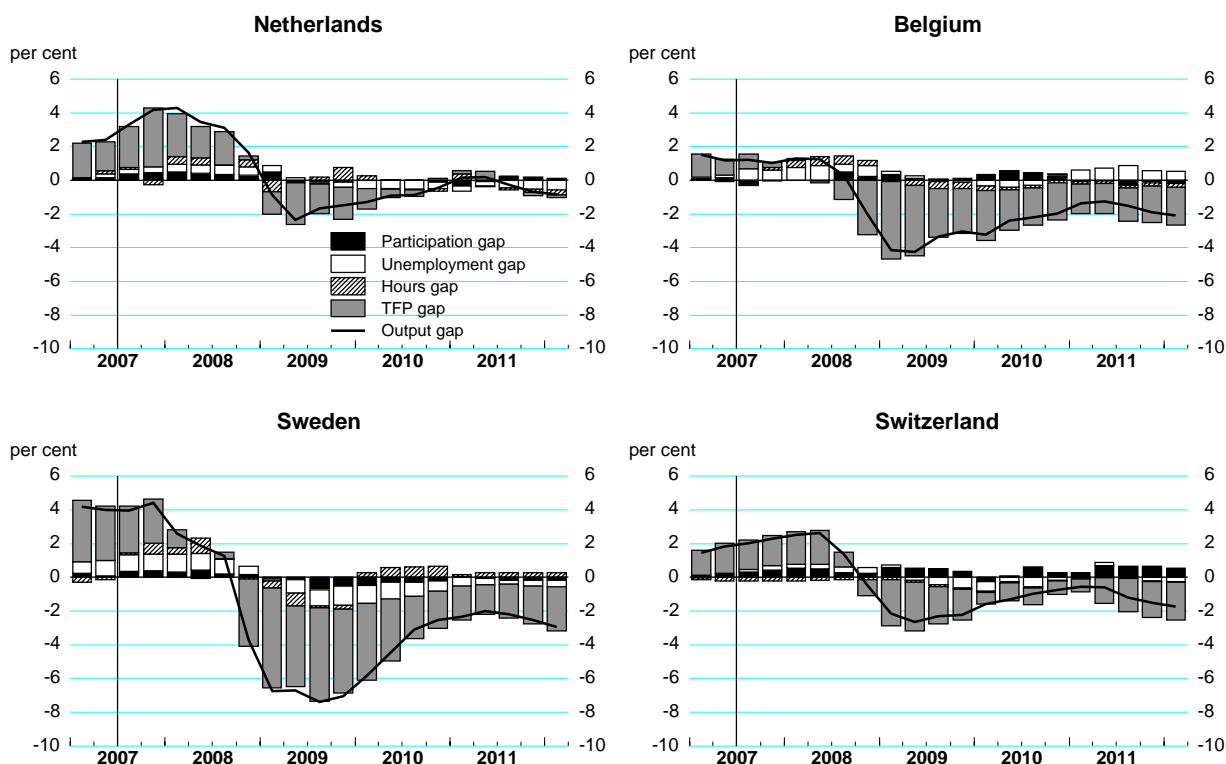 Netherlands
per cent
6 6
4 4
2 2
0 0
-2 -2
-4 -4
-6 -6
-8 -8
-10 -10
Participation gap
Unemployment gap
Hours gap
TFP gap
Output gap
2007 2008 2009 2010 2011
Belgium
per cent
6 6
4 4
2 2
0 0
-2 -2
-4 -4
-6 -6
-8 -8
-10 -10
2007 2008 2009 2010 2011
Sweden
per cent
6 6
4 4
2 2
0 0
-2 -2
-4 -4
-6 -6
-8 -8
-10 -10
2007 2008 2009 2010 2011
Switzerland
per cent
6 6
4 4
2 2
0 0
-2 -2
-4 -4
-6 -6
-8 -8
-10 -10
2007 2008 2009 2010 2011